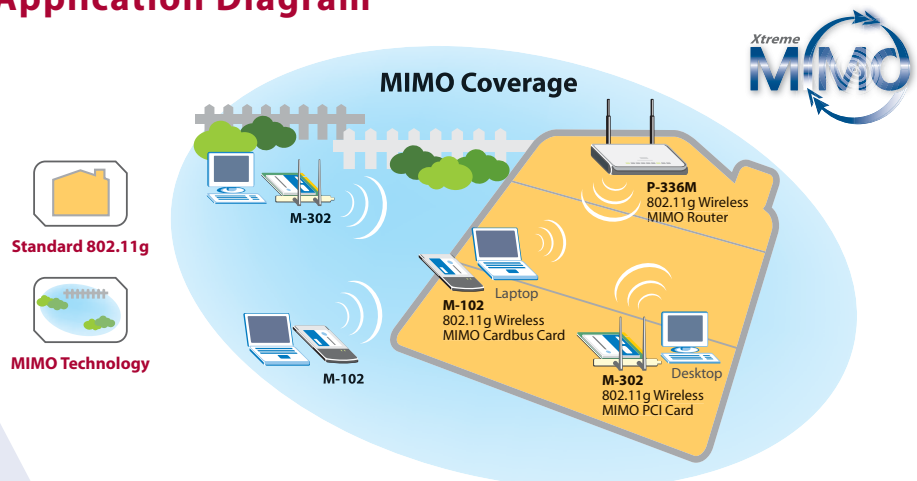 Application Diagram
Xtreme
MIMO
MIMO Coverage
P-336M
802.11g Wireless
MIMO Router
M-302
Standard 802.11g
Laptop
M-102
802.11g Wireless
MIMO Cardbus Card
MIMO Technology
M-102
Desktop
M-302
802.11g Wireless
MIMO PCI Card